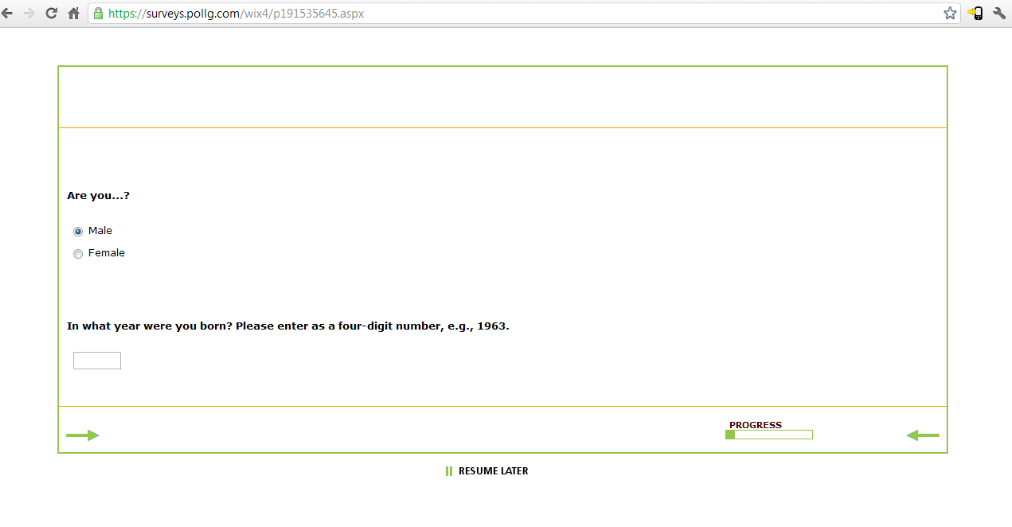 https://surveys.pollg.com/wix4/p191535645.aspx
Are you...?
Male
Female
In what year were you born? Please enter as a four-digit number, e.g., 1963.
PROGRESS
RESUME LATER